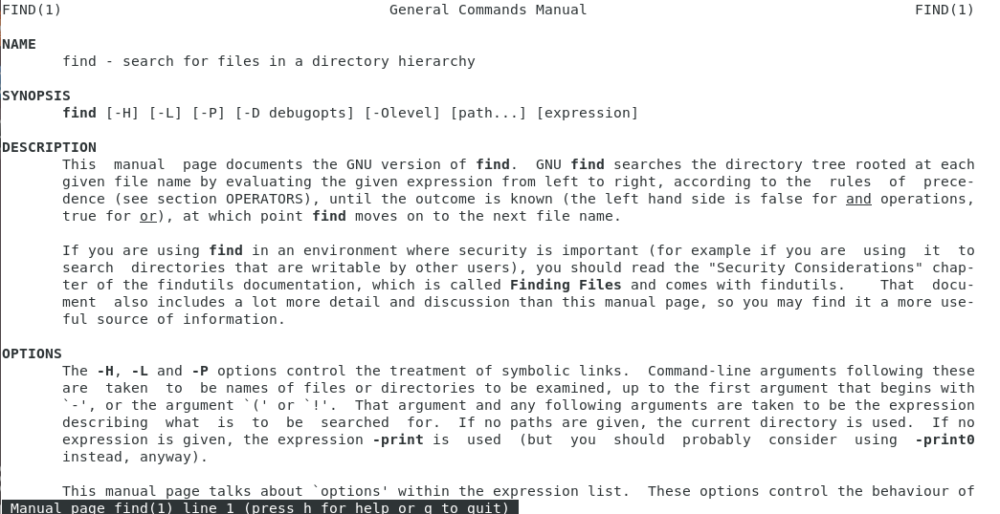 FIND(1)                                      General Commands Manual                                      FIND(1)
NAME
       find - search for files in a directory hierarchy
SYNOPSIS
       find [-H] [-L] [-P] [-D debugopts] [-Olevel] [path...] [expression]
DESCRIPTION
       This  manual  page documents the GNU version of find.  GNU find searches the directory tree rooted at each
       given file name by evaluating the given expression from left to right, according to the  rules  of  prece-
       dence (see section OPERATORS), until the outcome is known (the left hand side is false for and operations,
       true for or), at which point find moves on to the next file name.
       If you are using find in an environment where security is important (for example if you are  using  it  to
       search  directories that are writable by other users), you should read the "Security Considerations" chap-
       ter of the findutils documentation, which is called Finding Files and comes with findutils.    That  docu-
       ment  also includes a lot more detail and discussion than this manual page, so you may find it a more use-
       ful source of information.
OPTIONS
       The -H, -L and -P options control the treatment of symbolic links.  Command-line arguments following these
       are  taken  to  be names of files or directories to be examined, up to the first argument that begins with
       `-', or the argument `(' or `!'.  That argument and any following arguments are taken to be the expression
       describing  what  is  to  be  searched  for.  If no paths are given, the current directory is used.  If no
       expression is given, the expression -print is  used  (but  you  should  probably  consider  using  -print0
       instead, anyway).
       This manual page talks about `options' within the expression list.  These options control the behaviour of
 Manual page find(1) line 1 (press h for help or q to quit)